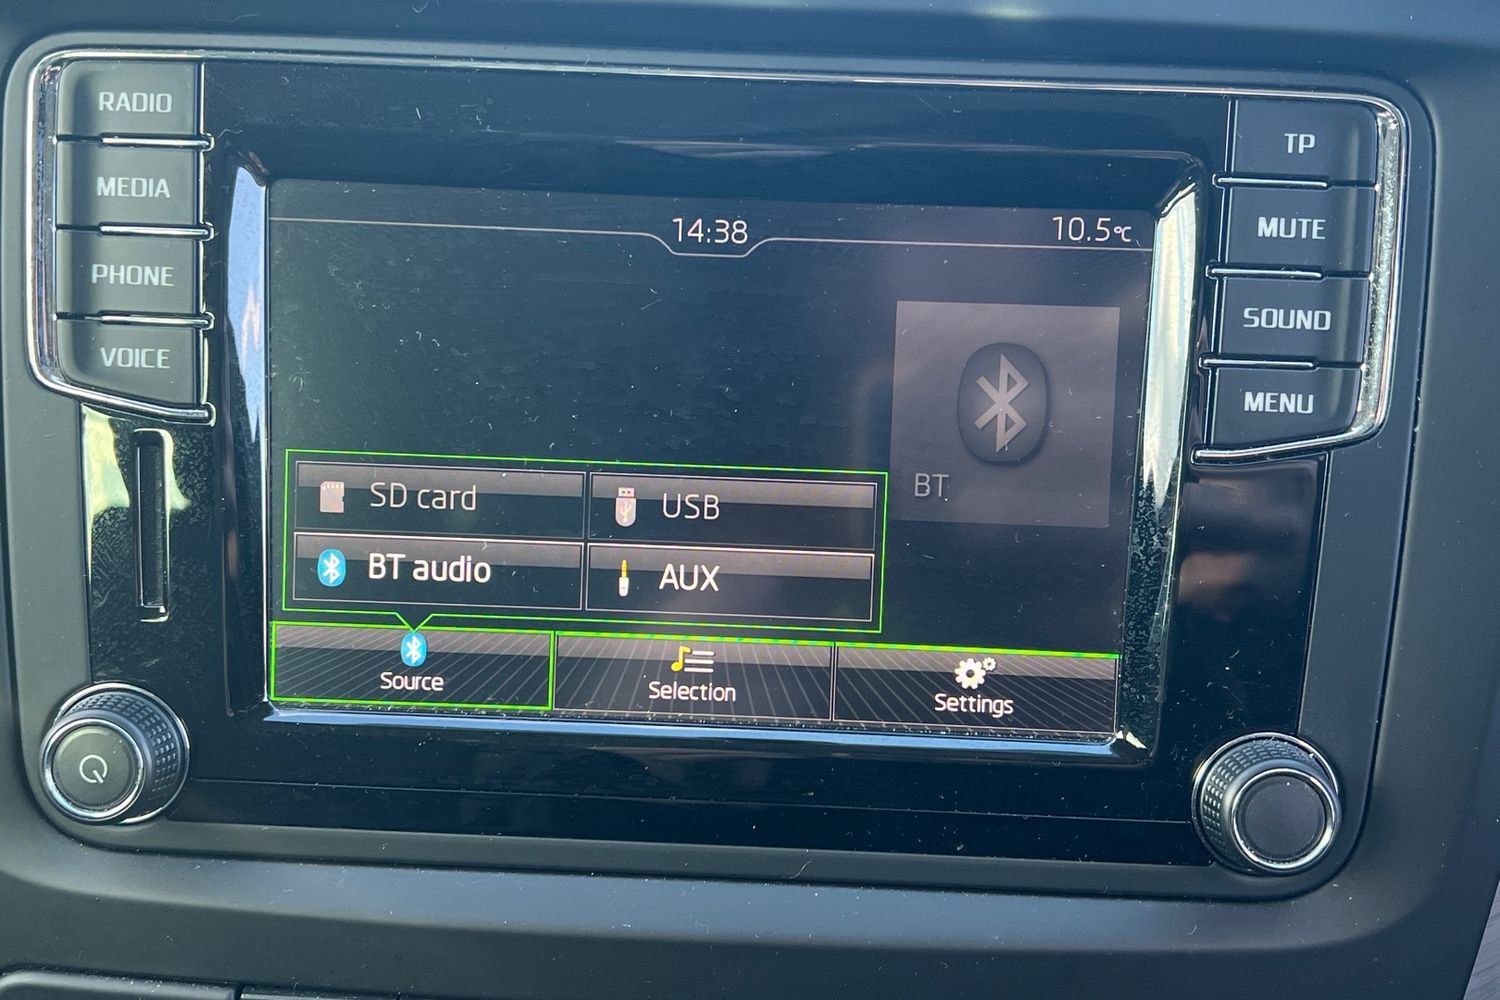 RADIO
MEDIA
PHONE
VOICE
14:38
10.5°C
BT
SD card
USB
BT audio
AUX
Source
Selection
Settings
TP
MUTE
SOUND
MENU